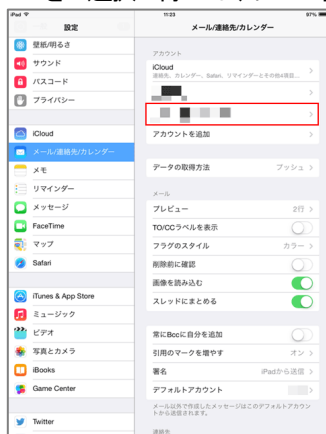 iPad
11:23
97%
設定
メール/連絡先/カレンダー
壁紙/明るさ
サウンド
パスコード
プライバシー
iCloud
メール/連絡先/カレンダー
メモ
リマインダー
メッセージ
FaceTime
マップ
Safari
iTunes & App Store
ミュージック
ビデオ
写真とカメラ
iBooks
Game Center
Twitter
アカウント
iCloud
連絡先、カレンダー、Safari、リマインダーとその他4項目...
アカウントを追加
データの取得方法 プッシュ
メール
プレビュー 2行
TO/CCラベルを表示
フラグのスタイル カラー
削除前に確認
画像を読み込む
スレッドにまとめる
常にBccに自分を追加
引用のマークを増やす オン
署名 iPadから送信
デフォルトアカウント
メール以外で作成したメッセージはこのデフォルトアカウン
トから送信されます。
連絡先